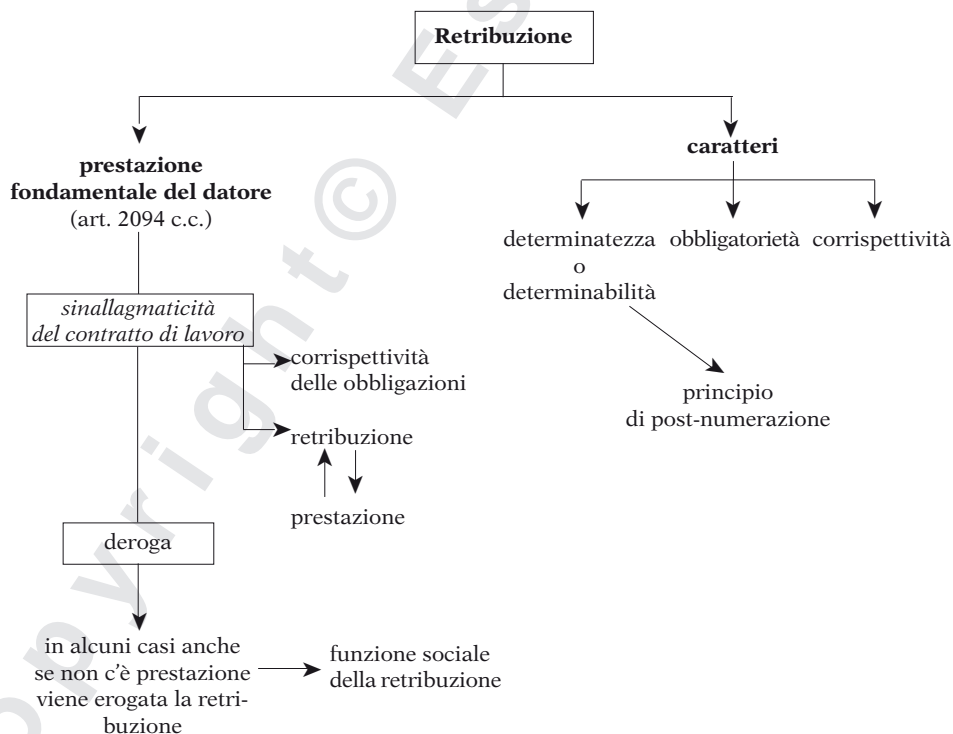 Retribuzione
prestazione
fondamentale del datore
(art. 2094 c.c.)
sinallagmaticità
del contratto di lavoro
corrispettività
delle obbligazioni
retribuzione
prestazione
deroga
in alcuni casi anche
se non c'è prestazione
viene erogata la retri-
buzione
funzione sociale
della retribuzione
caratteri
determinatezza
o
determinabilità
obbligatorietà
corrispettività
principio
di post-numerazione
opyright © Es